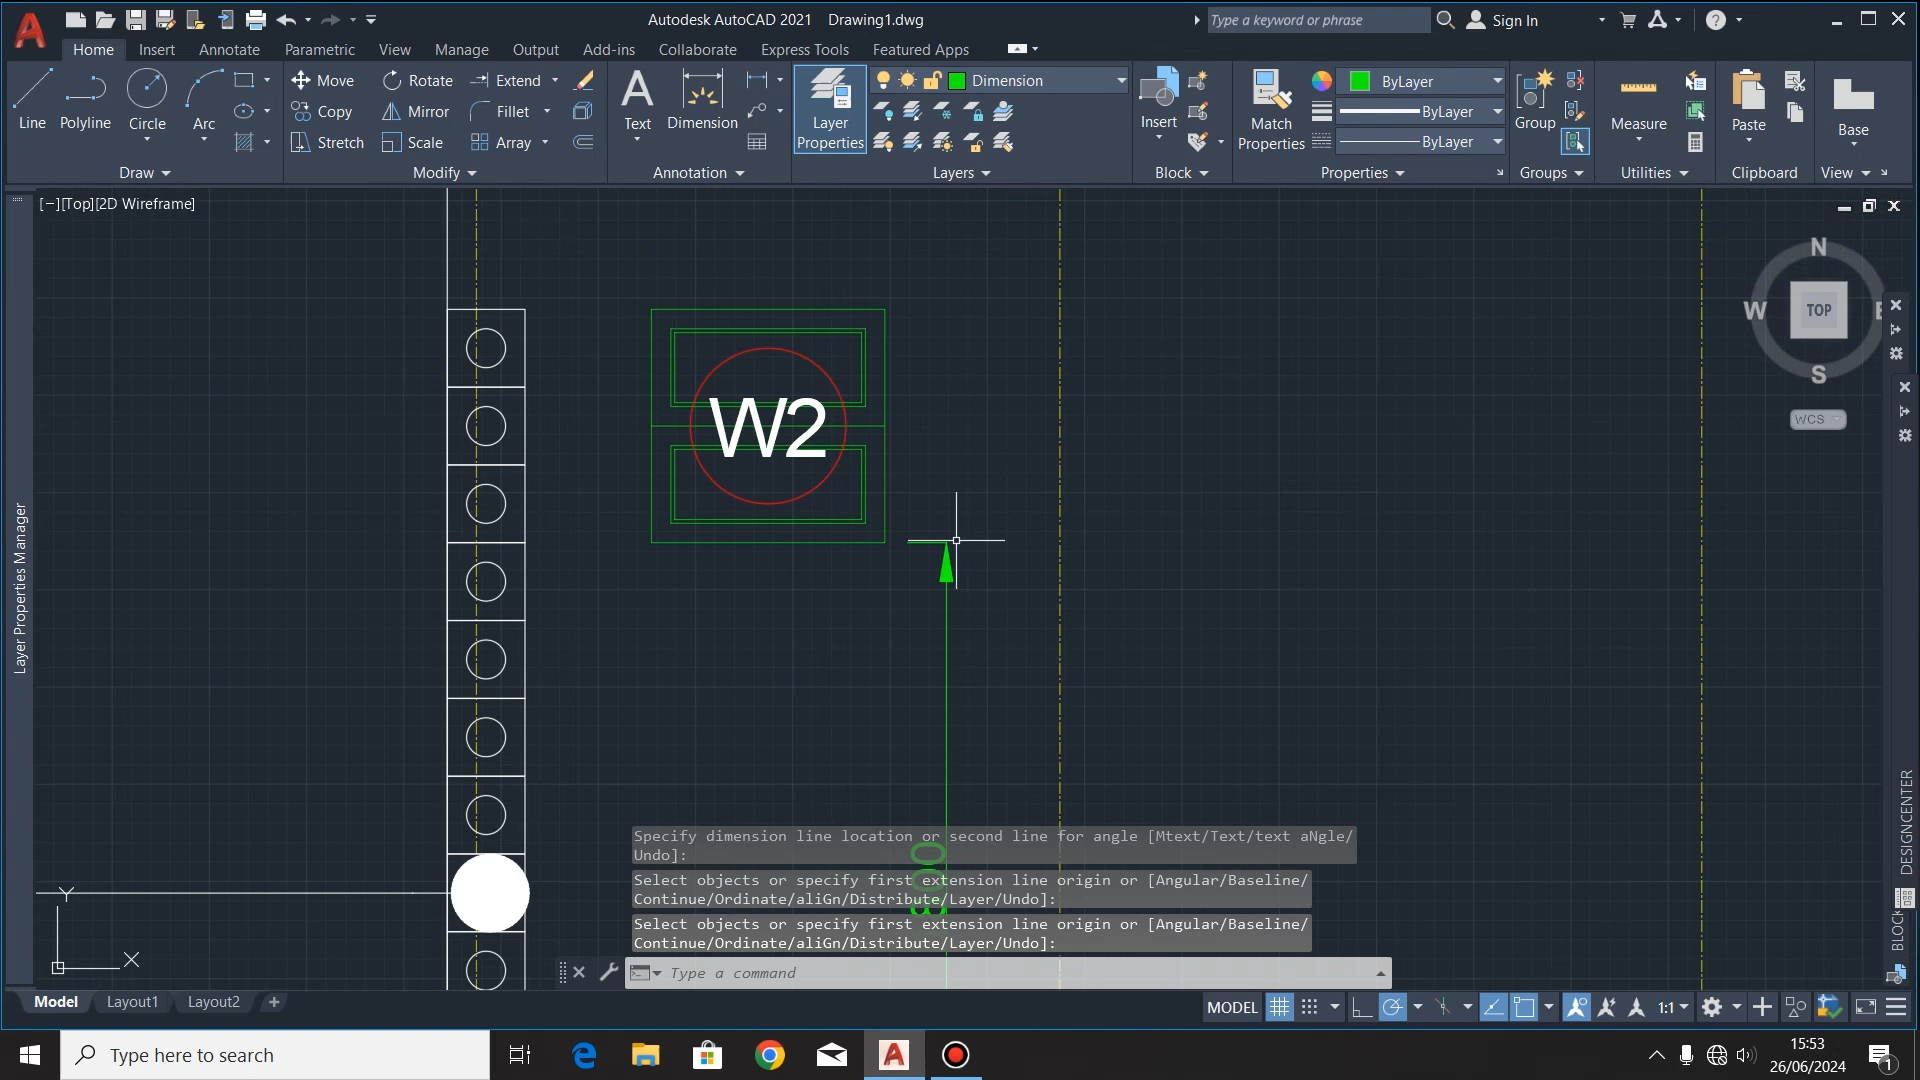 Autodesk AutoCAD 2021 Drawing1.dwg
Type a keyword or phrase
Sign In
Home Insert Annotate Parametric View Manage Output Add-ins Collaborate Express Tools Featured Apps
Line
Polyline
Circle
Arc
Draw
Move
Rotate
Extend
Copy
Mirror
Fillet
Stretch
Scale
Array
Modify
Text
Dimension
Annotation
Layer
Properties
Dimension
Layers
Insert
Block
Match
Properties
ByLayer
ByLayer
ByLayer
Properties
Group
Groups
Measure
Utilities
Paste
Clipboard
Base
View
[−][Top][2D Wireframe]
N
W
TOP
E
S
WCS
Layer Properties Manager
W2
Y
X
DESIGNCENTER
BLOCK
Specify dimension line location or second line for angle [Mtext/Text/text aNgle/
Undo]:
Select objects or specify first extension line origin or [Angular/Baseline/
Continue/Ordinate/aliGn/Distribute/Layer/Undo]:
Select objects or specify first extension line origin or [Angular/Baseline/
Continue/Ordinate/aliGn/Distribute/Layer/Undo]:
Type a command
Model Layout1 Layout2
MODEL
1:1
Type here to search
15:53
26/06/2024
1